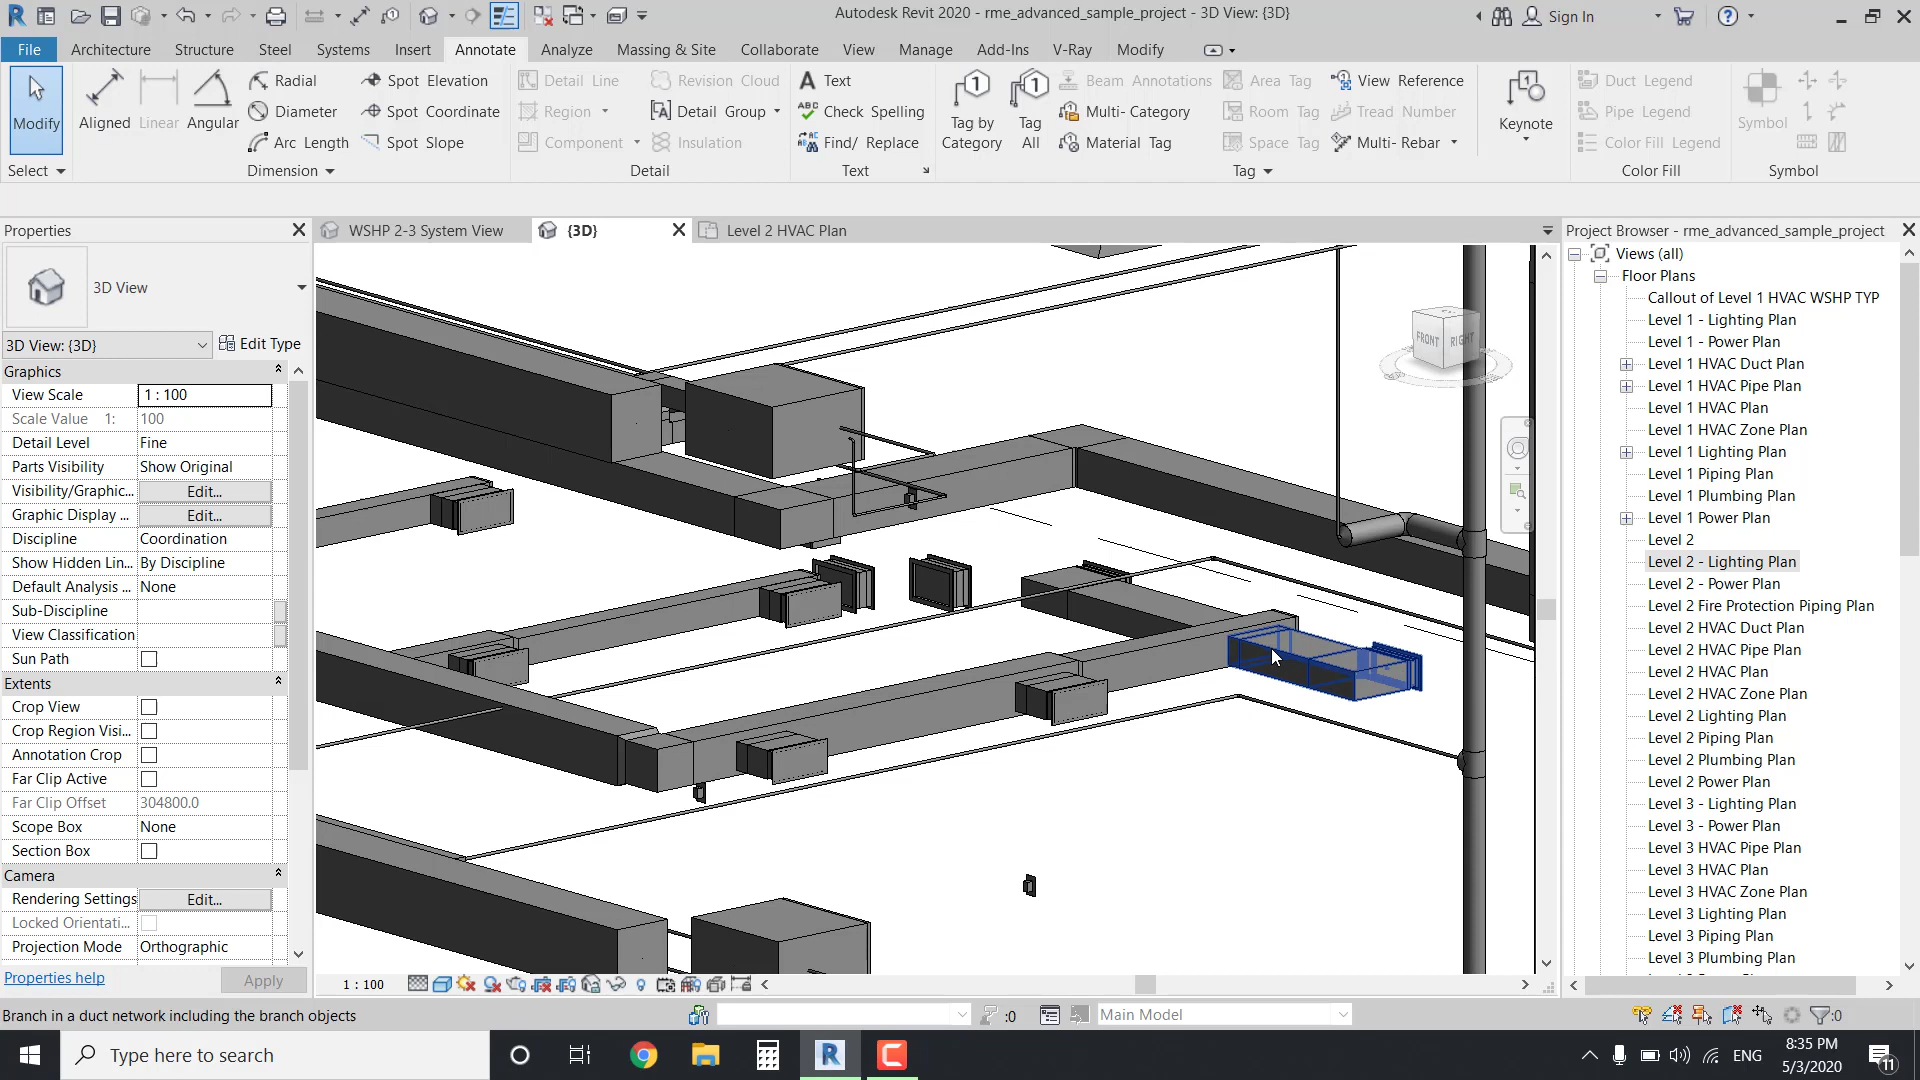 Autodesk Revit 2020 - rme_advanced_sample_project - 3D View: {3D}
Sign In
File Architecture Structure Steel Systems Insert Annotate Analyze Massing & Site Collaborate View Manage Add-Ins V-Ray Modify
Modify
Select
Aligned
Linear
Angular
Radial
Diameter
Arc Length
Spot Elevation
Spot Coordinate
Spot Slope
Dimension
Detail Line
Region
Component
Revision Cloud
Detail Group
Insulation
Detail
A Text
ABC Check Spelling
Find/ Replace
Text
Tag by
Category
Tag
All
Beam Annotations
Multi- Category
Material Tag
Area Tag
Room Tag
Space Tag
View Reference
Tread Number
Multi- Rebar
Tag
Keynote
Duct Legend
Pipe Legend
Color Fill Legend
Color Fill
Symbol
Symbol
Properties
3D View
3D View: {3D}
Edit Type
Graphics
View Scale 1 : 100
Scale Value 1: 100
Detail Level Fine
Parts Visibility Show Original
Visibility/Graphic... Edit...
Graphic Display ... Edit...
Discipline Coordination
Show Hidden Lin... By Discipline
Default Analysis ... None
Sub-Discipline
View Classification
Sun Path
Extents
Crop View
Crop Region Visi...
Annotation Crop
Far Clip Active
Far Clip Offset 304800.0
Scope Box None
Section Box
Camera
Rendering Settings Edit...
Locked Orientati...
Projection Mode Orthographic
Properties help
Apply
WSHP 2-3 System View
{3D}
Level 2 HVAC Plan
FRONT
RIGHT
1 : 100
Project Browser - rme_advanced_sample_project
Views (all)
Floor Plans
Callout of Level 1 HVAC WSHP TYP
Level 1 - Lighting Plan
Level 1 - Power Plan
Level 1 HVAC Duct Plan
Level 1 HVAC Pipe Plan
Level 1 HVAC Plan
Level 1 HVAC Zone Plan
Level 1 Lighting Plan
Level 1 Piping Plan
Level 1 Plumbing Plan
Level 1 Power Plan
Level 2
Level 2 - Lighting Plan
Level 2 - Power Plan
Level 2 Fire Protection Piping Plan
Level 2 HVAC Duct Plan
Level 2 HVAC Pipe Plan
Level 2 HVAC Plan
Level 2 HVAC Zone Plan
Level 2 Lighting Plan
Level 2 Piping Plan
Level 2 Plumbing Plan
Level 2 Power Plan
Level 3 - Lighting Plan
Level 3 - Power Plan
Level 3 HVAC Pipe Plan
Level 3 HVAC Plan
Level 3 HVAC Zone Plan
Level 3 Lighting Plan
Level 3 Piping Plan
Level 3 Plumbing Plan
Branch in a duct network including the branch objects
:0
Main Model
:0
Type here to search
ENG
8:35 PM
5/3/2020
11